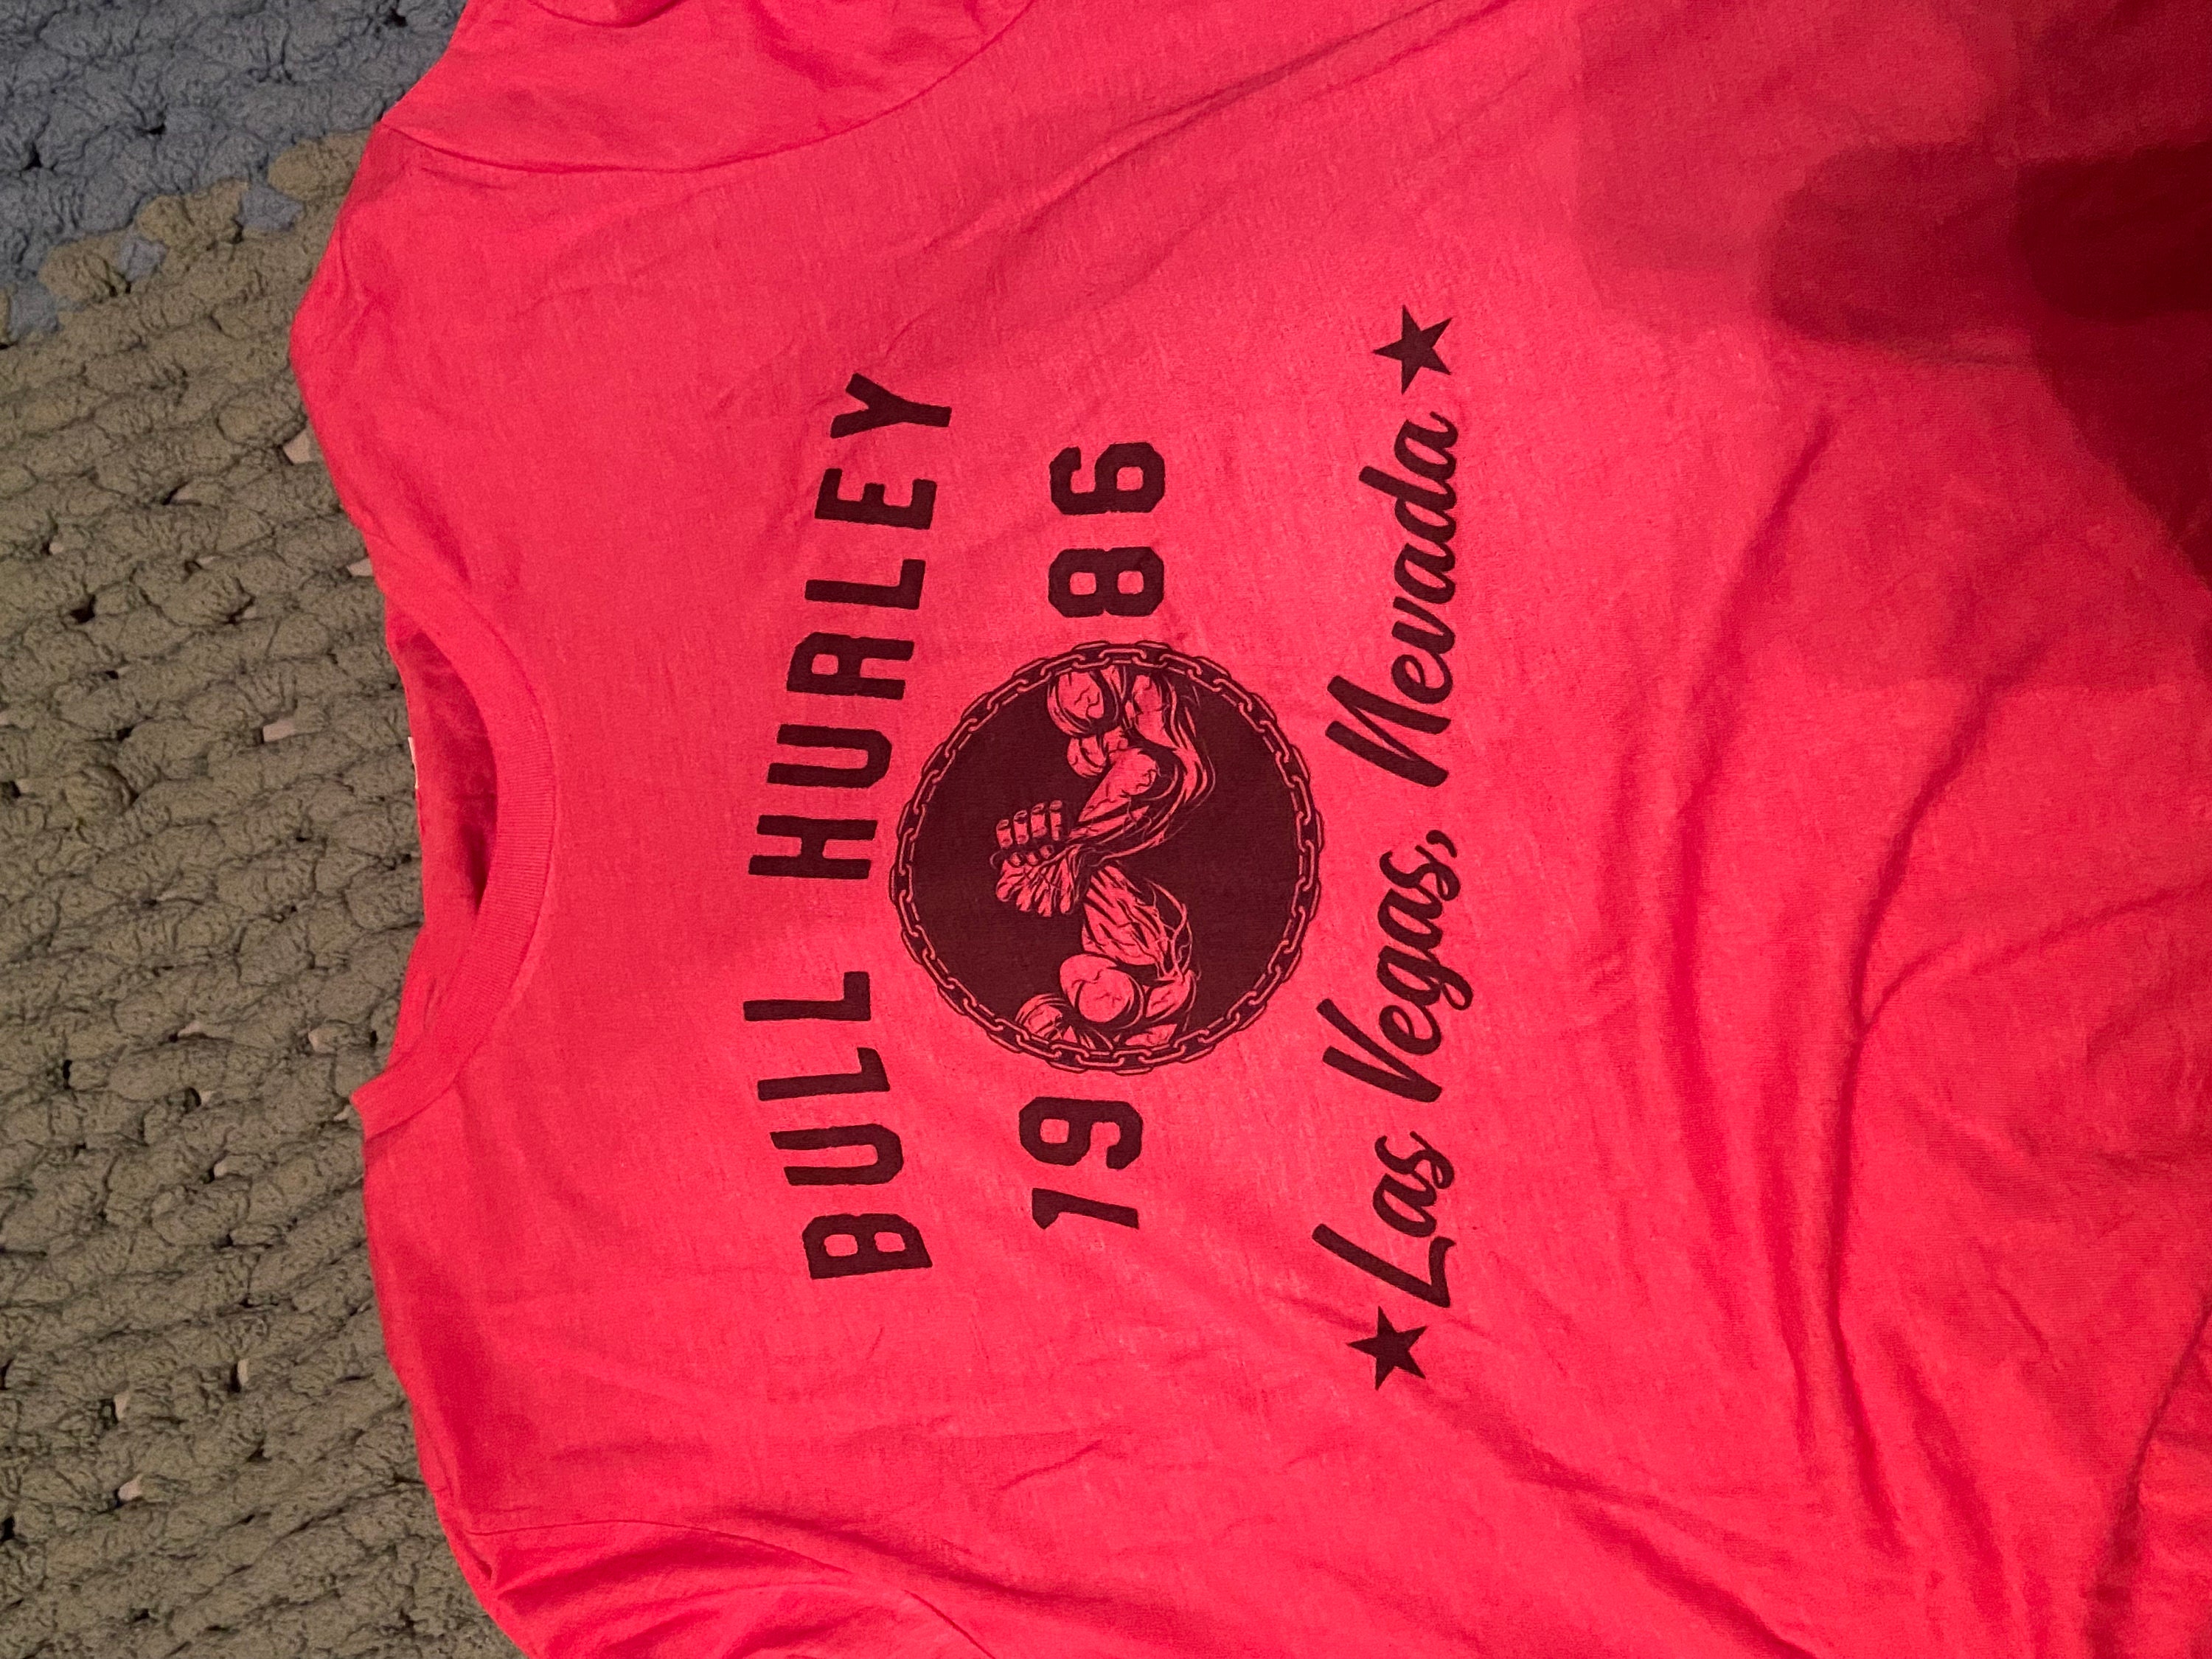 BULL HURLEY
19 86
Las Vegas, Nevada